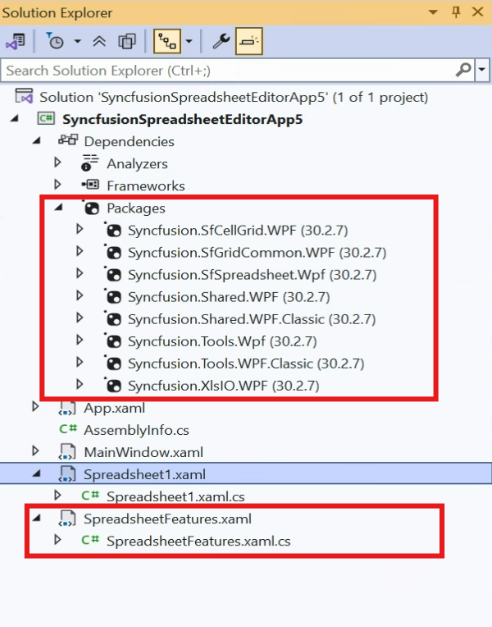 Solution Explorer
Search Solution Explorer (Ctrl+;)
Solution 'SyncfusionSpreadsheetEditorApp5' (1 of 1 project)
C# SyncfusionSpreadsheetEditorApp5
Dependencies
Analyzers
Frameworks
Packages
Syncfusion.SfCellGrid.WPF (30.2.7)
Syncfusion.SfGridCommon.WPF (30.2.7)
Syncfusion.SfSpreadsheet.Wpf (30.2.7)
Syncfusion.Shared.WPF (30.2.7)
Syncfusion.Shared.WPF.Classic (30.2.7)
Syncfusion.Tools.Wpf (30.2.7)
Syncfusion.Tools.WPF.Classic (30.2.7)
Syncfusion.XlsIO.WPF (30.2.7)
App.xaml
C# AssemblyInfo.cs
MainWindow.xaml
Spreadsheet1.xaml
C# Spreadsheet1.xaml.cs
SpreadsheetFeatures.xaml
C# SpreadsheetFeatures.xaml.cs